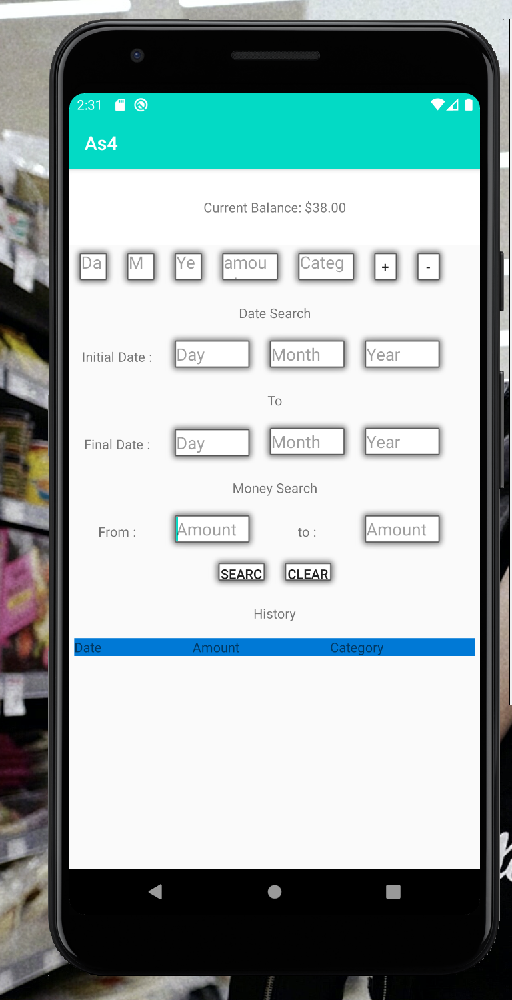 2:31
As4
Current Balance: $38.00
Da M Ye amou Categ + -
Date Search
Initial Date : Day Month Year
To
Final Date : Day Month Year
Money Search
From : Amount to : Amount
SEARC CLEAR
History
Date Amount Category